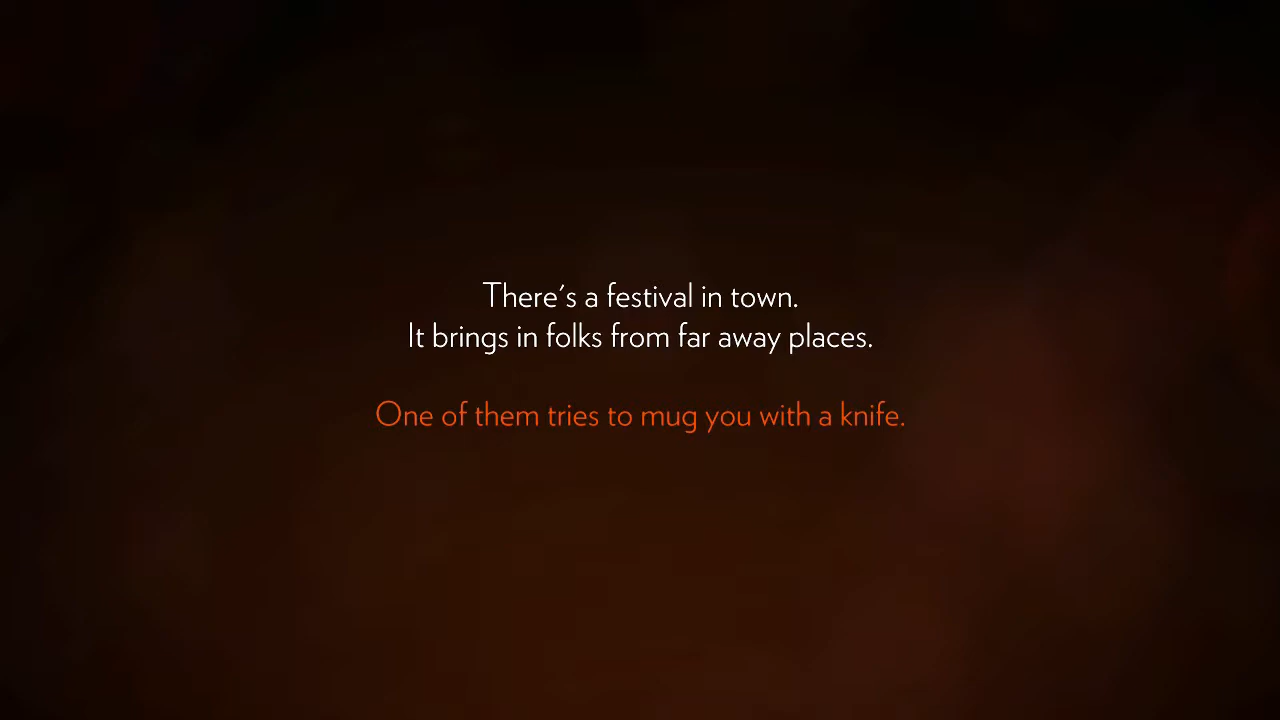 There's a festival in town.
It brings in folks from far away places.
One of them tries to mug you with a knife.